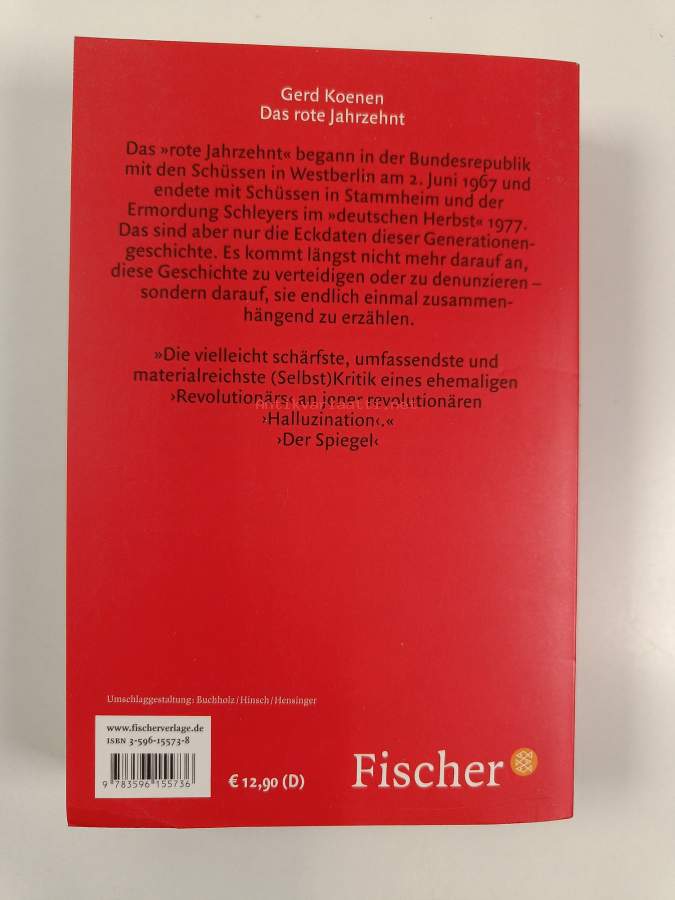 Gerd Koenen
Das rote Jahrzehnt
Das »rote Jahrzehnt« begann in der Bundesrepublik
mit den Schüssen in Westberlin am 2. Juni 1967 und
endete mit Schüssen in Stammheim und der
Ermordung Schleyers im »deutschen Herbst« 1977.
Das sind aber nur die Eckdaten dieser Generationen-
geschichte. Es kommt längst nicht mehr darauf an,
diese Geschichte zu verteidigen oder zu denunzieren –
sondern darauf, sie endlich einmal zusammen-
hängend zu erzählen.
»Die vielleicht schärfste, umfassendste und
materialreichste (Selbst)Kritik eines ehemaligen
›Revolutionärs‹ an jener revolutionären
Antikvariaatti.net
›Halluzination‹.«
›Der Spiegel‹
Umschlaggestaltung: Buchholz / Hinsch / Hensinger
www.fischerverlage.de
ISBN 3-596-15573-8
9 783596 155736
€ 12,90 (D)
Fischer